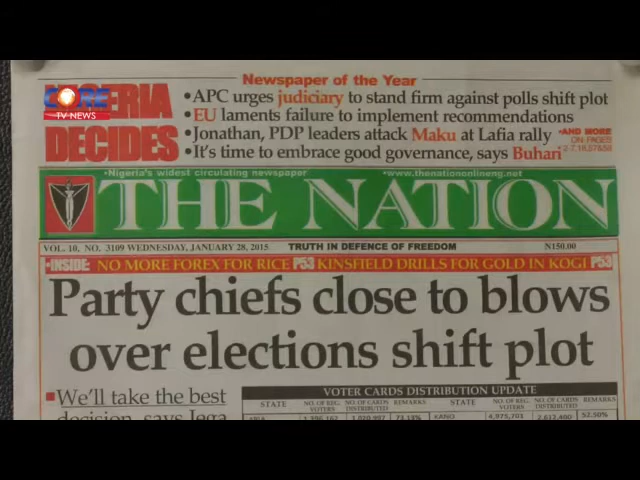 CORE
TV NEWS
NIGERIA
DECIDES
Newspaper of the Year
•APC urges judiciary to stand firm against polls shift plot
•EU laments failure to implement recommendations
•Jonathan, PDP leaders attack Maku at Lafia rally
•It's time to embrace good governance, says Buhari
•AND MORE
ON PAGES
•Nigeria's widest circulating newspaper
•www.thenationonlineng.net
THE NATION
VOL. 10, NO. 3109 WEDNESDAY, JANUARY 28, 2015 TRUTH IN DEFENCE OF FREEDOM N150.00
•INSIDE: NO MORE FOREX FOR RICE P53 KINSFIELD DRILLS FOR GOLD IN KOGI P53
Party chiefs close to blows
over elections shift plot
We'll take the best
decision, says Jega
VOTER CARDS DISTRIBUTION UPDATE
STATE NO. OF REG. VOTERS NO. OF CARDS DISTRIBUTED REMARKS STATE NO. OF REG. VOTERS NO. OF CARDS DISTRIBUTED REMARKS
KANO 4,975,701